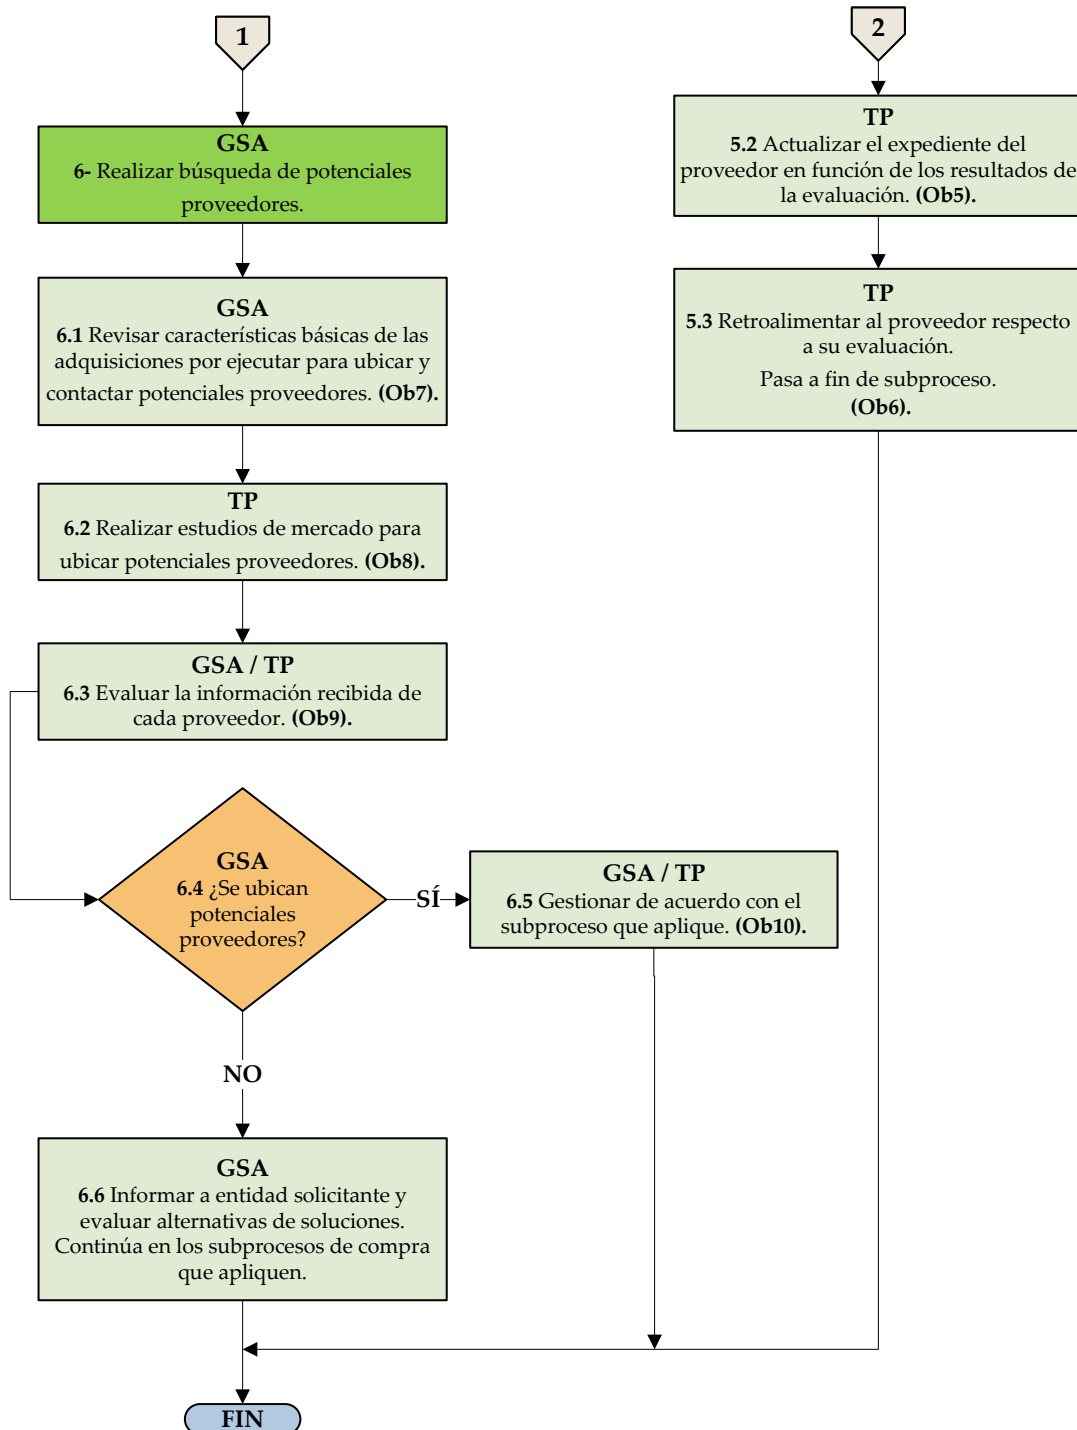 1
GSA
6- Realizar búsqueda de potenciales
proveedores.
GSA
6.1 Revisar características básicas de las
adquisiciones por ejecutar para ubicar y
contactar potenciales proveedores. (Ob7).
TP
6.2 Realizar estudios de mercado para
ubicar potenciales proveedores. (Ob8).
GSA / TP
6.3 Evaluar la información recibida de
cada proveedor. (Ob9).
GSA
6.4 ¿Se ubican
potenciales
proveedores?
SÍ
GSA / TP
6.5 Gestionar de acuerdo con el
subproceso que aplique. (Ob10).
NO
GSA
6.6 Informar a entidad solicitante y
evaluar alternativas de soluciones.
Continúa en los subprocesos de compra
que apliquen.
FIN
2
TP
5.2 Actualizar el expediente del
proveedor en función de los resultados de
la evaluación. (Ob5).
TP
5.3 Retroalimentar al proveedor respecto
a su evaluación.
Pasa a fin de subproceso.
(Ob6).